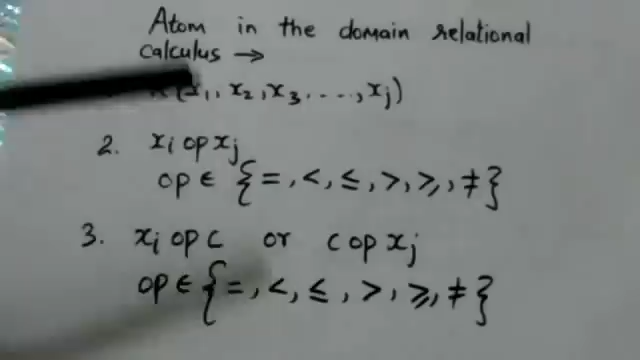 Atom in the domain relational
calculus →
x₁, x₂, x₃ . . . . , xⱼ)
2. xᵢ op xⱼ
op ∈ { = , < , ≤ , > , ≥ , ≠ }
3. xᵢ op c or c op xⱼ
op ∈ { = , < , ≤ , > , ≥ , ≠ }